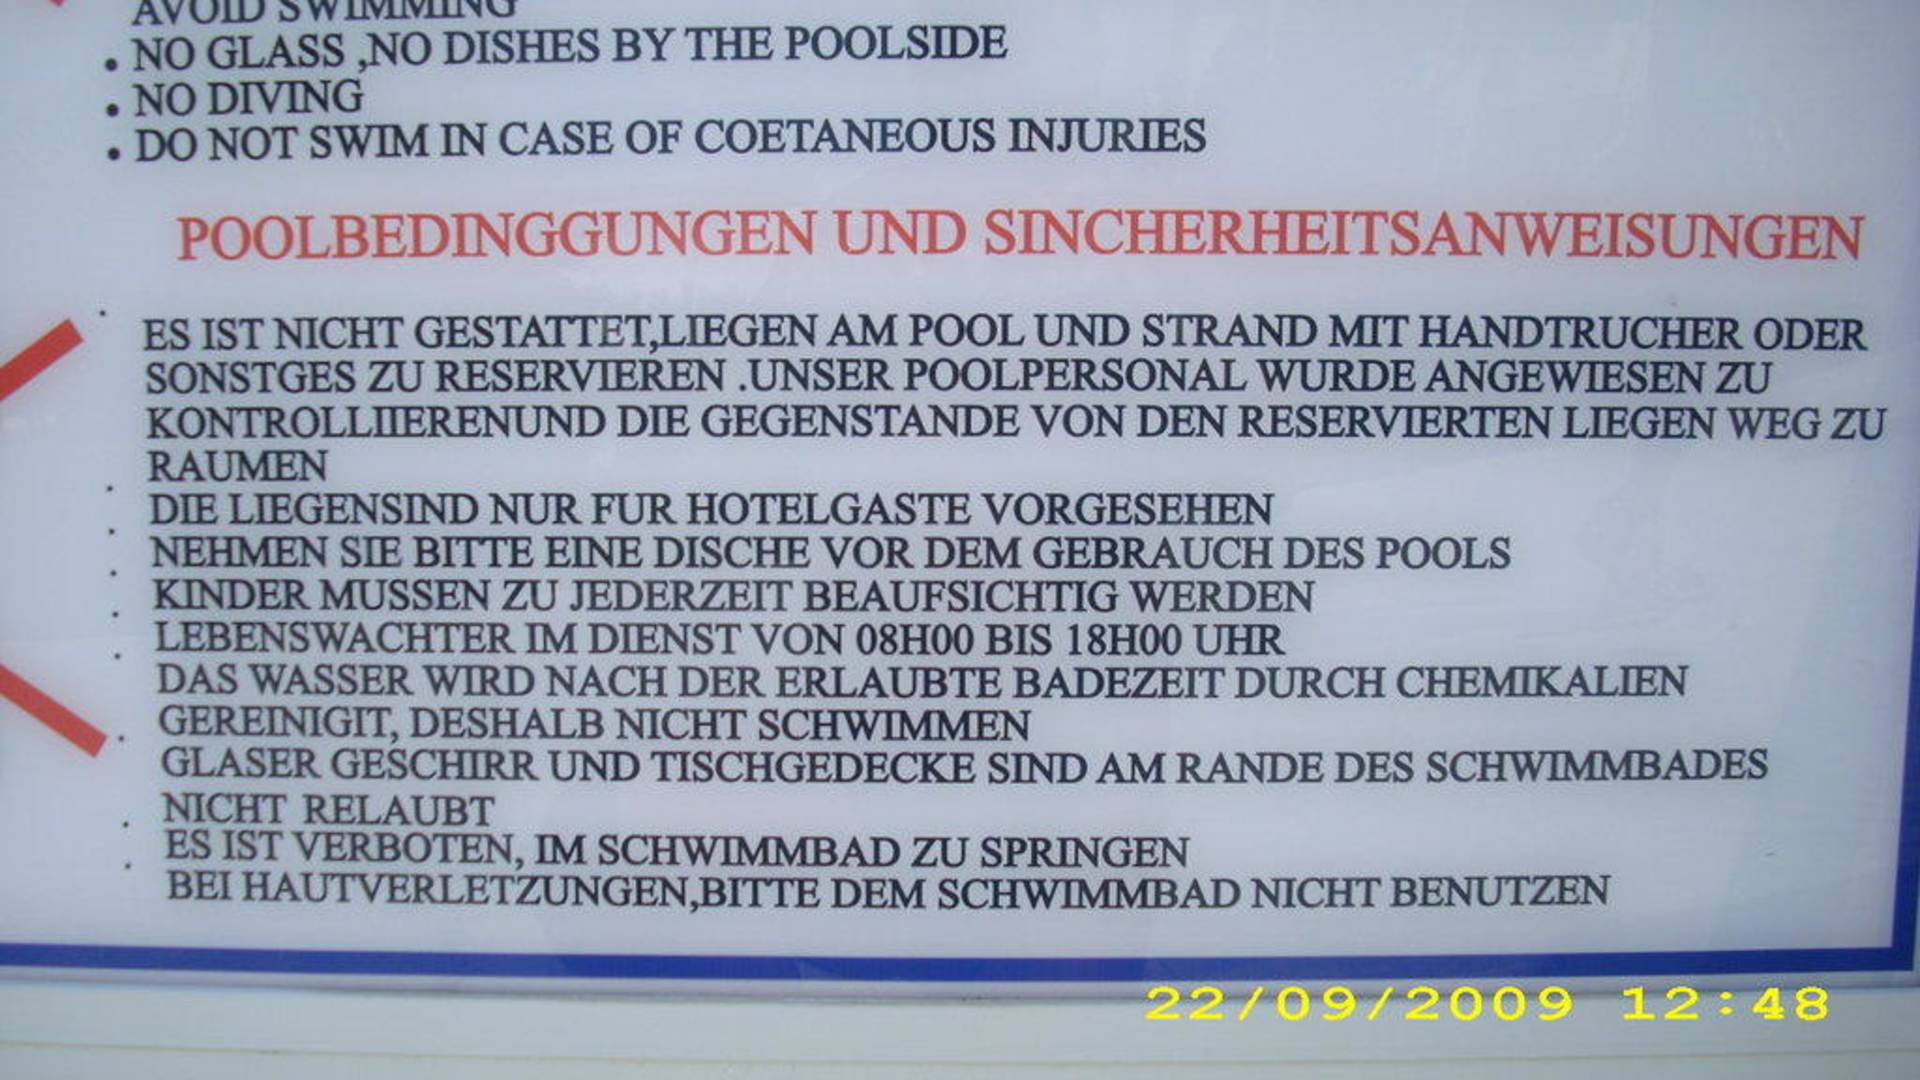 AVOID SWIMMING
. NO GLASS ,NO DISHES BY THE POOLSIDE
. NO DIVING
. DO NOT SWIM IN CASE OF COETANEOUS INJURIES
POOLBEDINGGUNGEN UND SINCHERHEITSANWEISUNGEN
. ES IST NICHT GESTATTET,LIEGEN AM POOL UND STRAND MIT HANDTRUCHER ODER
SONSTGES ZU RESERVIEREN .UNSER POOLPERSONAL WURDE ANGEWIESEN ZU
KONTROLLIIERENUND DIE GEGENSTANDE VON DEN RESERVIERTEN LIEGEN WEG ZU
RAUMEN
. DIE LIEGENSIND NUR FUR HOTELGASTE VORGESEHEN
. NEHMEN SIE BITTE EINE DISCHE VOR DEM GEBRAUCH DES POOLS
. KINDER MUSSEN ZU JEDERZEIT BEAUFSICHTIG WERDEN
. LEBENSWACHTER IM DIENST VON 08H00 BIS 18H00 UHR
. DAS WASSER WIRD NACH DER ERLAUBTE BADEZEIT DURCH CHEMIKALIEN
GEREINIGIT, DESHALB NICHT SCHWIMMEN
. GLASER GESCHIRR UND TISCHGEDECKE SIND AM RANDE DES SCHWIMMBADES
NICHT RELAUBT
. ES IST VERBOTEN, IM SCHWIMMBAD ZU SPRINGEN
. BEI HAUTVERLETZUNGEN,BITTE DEM SCHWIMMBAD NICHT BENUTZEN
22/09/2009 12:48